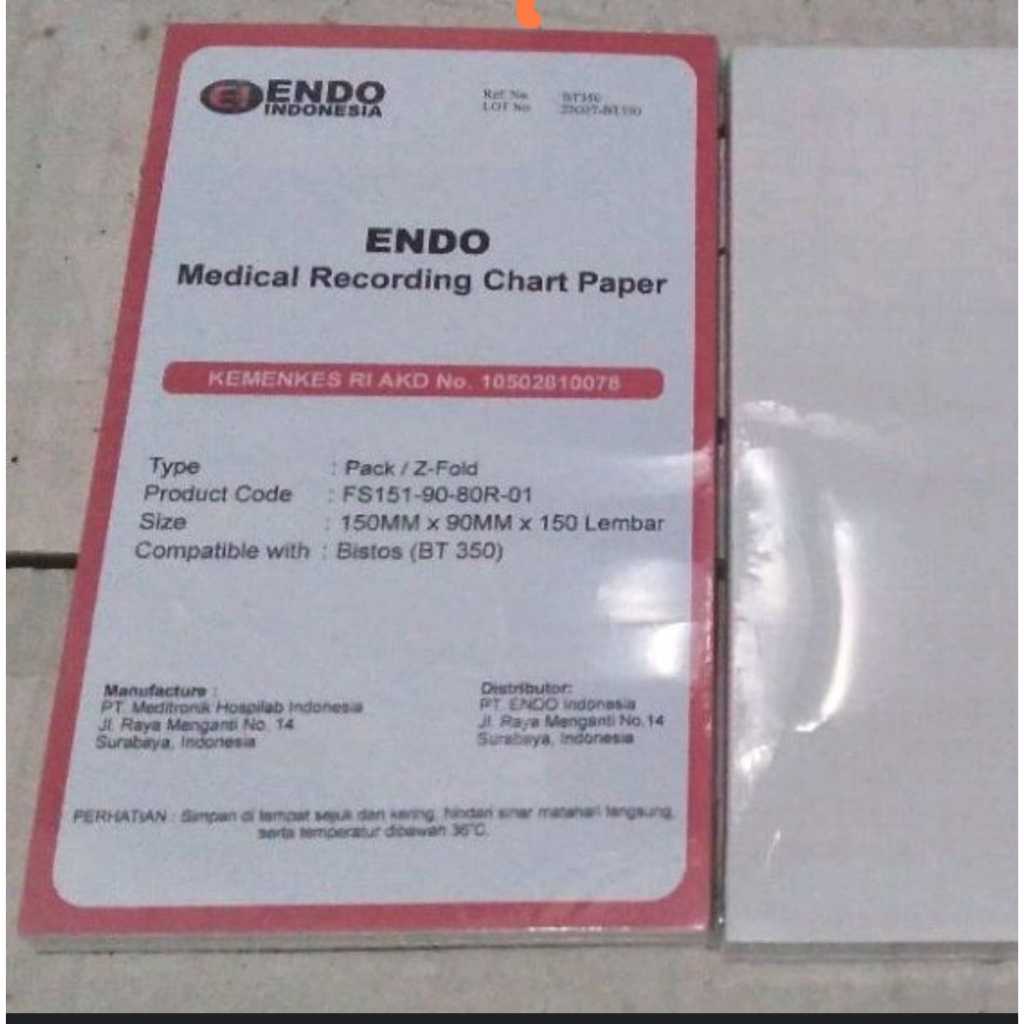 EI ENDO
INDONESIA
Ref No. BT350
LOT No
ENDO
Medical Recording Chart Paper
KEMENKES RI AKD No. 10502810078
Type : Pack / Z-Fold
Product Code : FS151-90-80R-01
Size : 150MM x 90MM x 150 Lembar
Compatible with : Bistos (BT 350)
Manufacture :
PT. Meditronik Hospilab Indonesia
Jl. Raya Menganti No. 14
Surabaya, Indonesia
Distributor:
PT. ENDO Indonesia
Jl. Raya Menganti No.14
Surabaya, Indonesia
PERHATIAN : Simpan di tempat sejuk dan kering, hindari sinar matahari langsung,
serta temperatur dibawah 36°C.